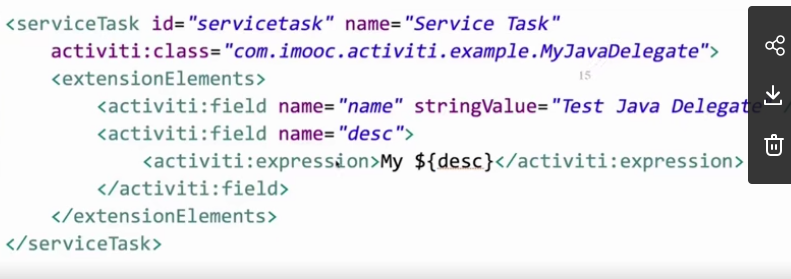 <serviceTask id="servicetask" name="Service Task"
activiti:class="com.imooc.activiti.example.MyJavaDelegate">
<extensionElements>
15
<activiti:field name="name" stringValue="Test Java Delegate"
<activiti:field name="desc">
<activiti:expression>My ${desc}</activiti:expression>
</activiti:field>
</extensionElements>
</serviceTask>